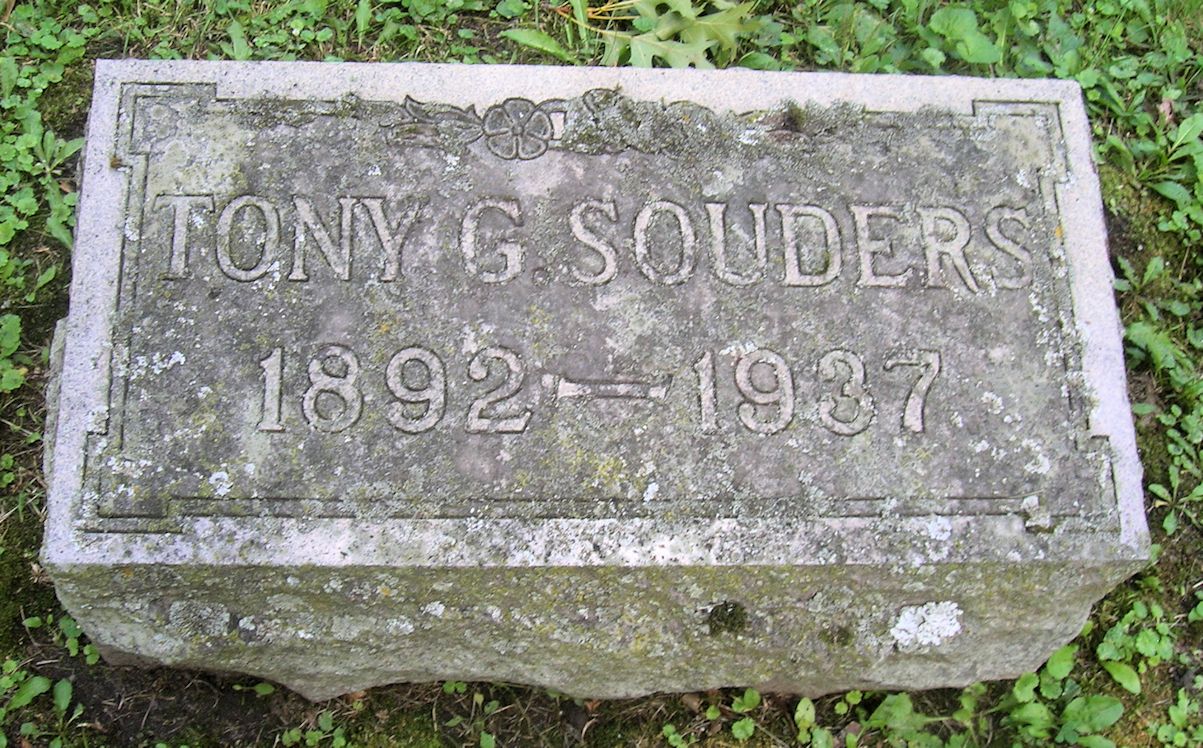 TONY G. SOUDERS
1892 — 1937